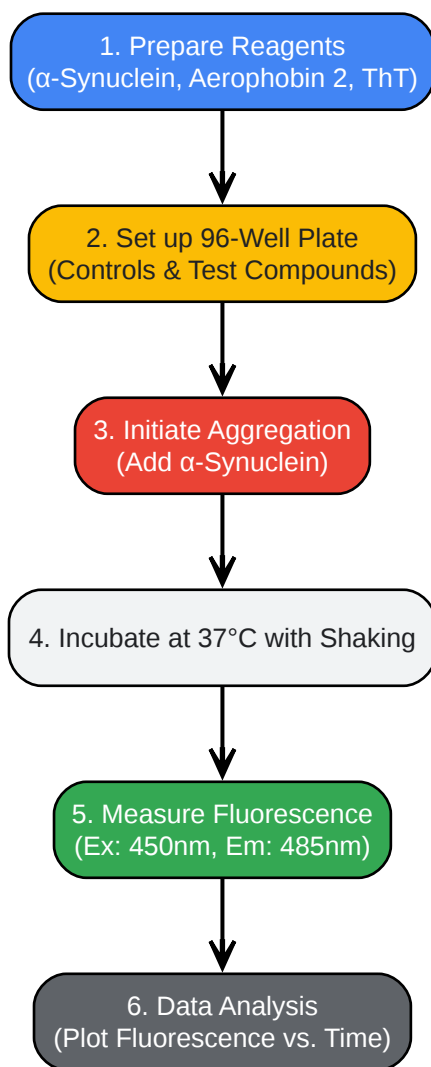 1. Prepare Reagents
(α-Synuclein, Aerophobin 2, ThT)
2. Set up 96-Well Plate
(Controls & Test Compounds)
3. Initiate Aggregation
(Add α-Synuclein)
4. Incubate at 37°C with Shaking
5. Measure Fluorescence
(Ex: 450nm, Em: 485nm)
6. Data Analysis
(Plot Fluorescence vs. Time)